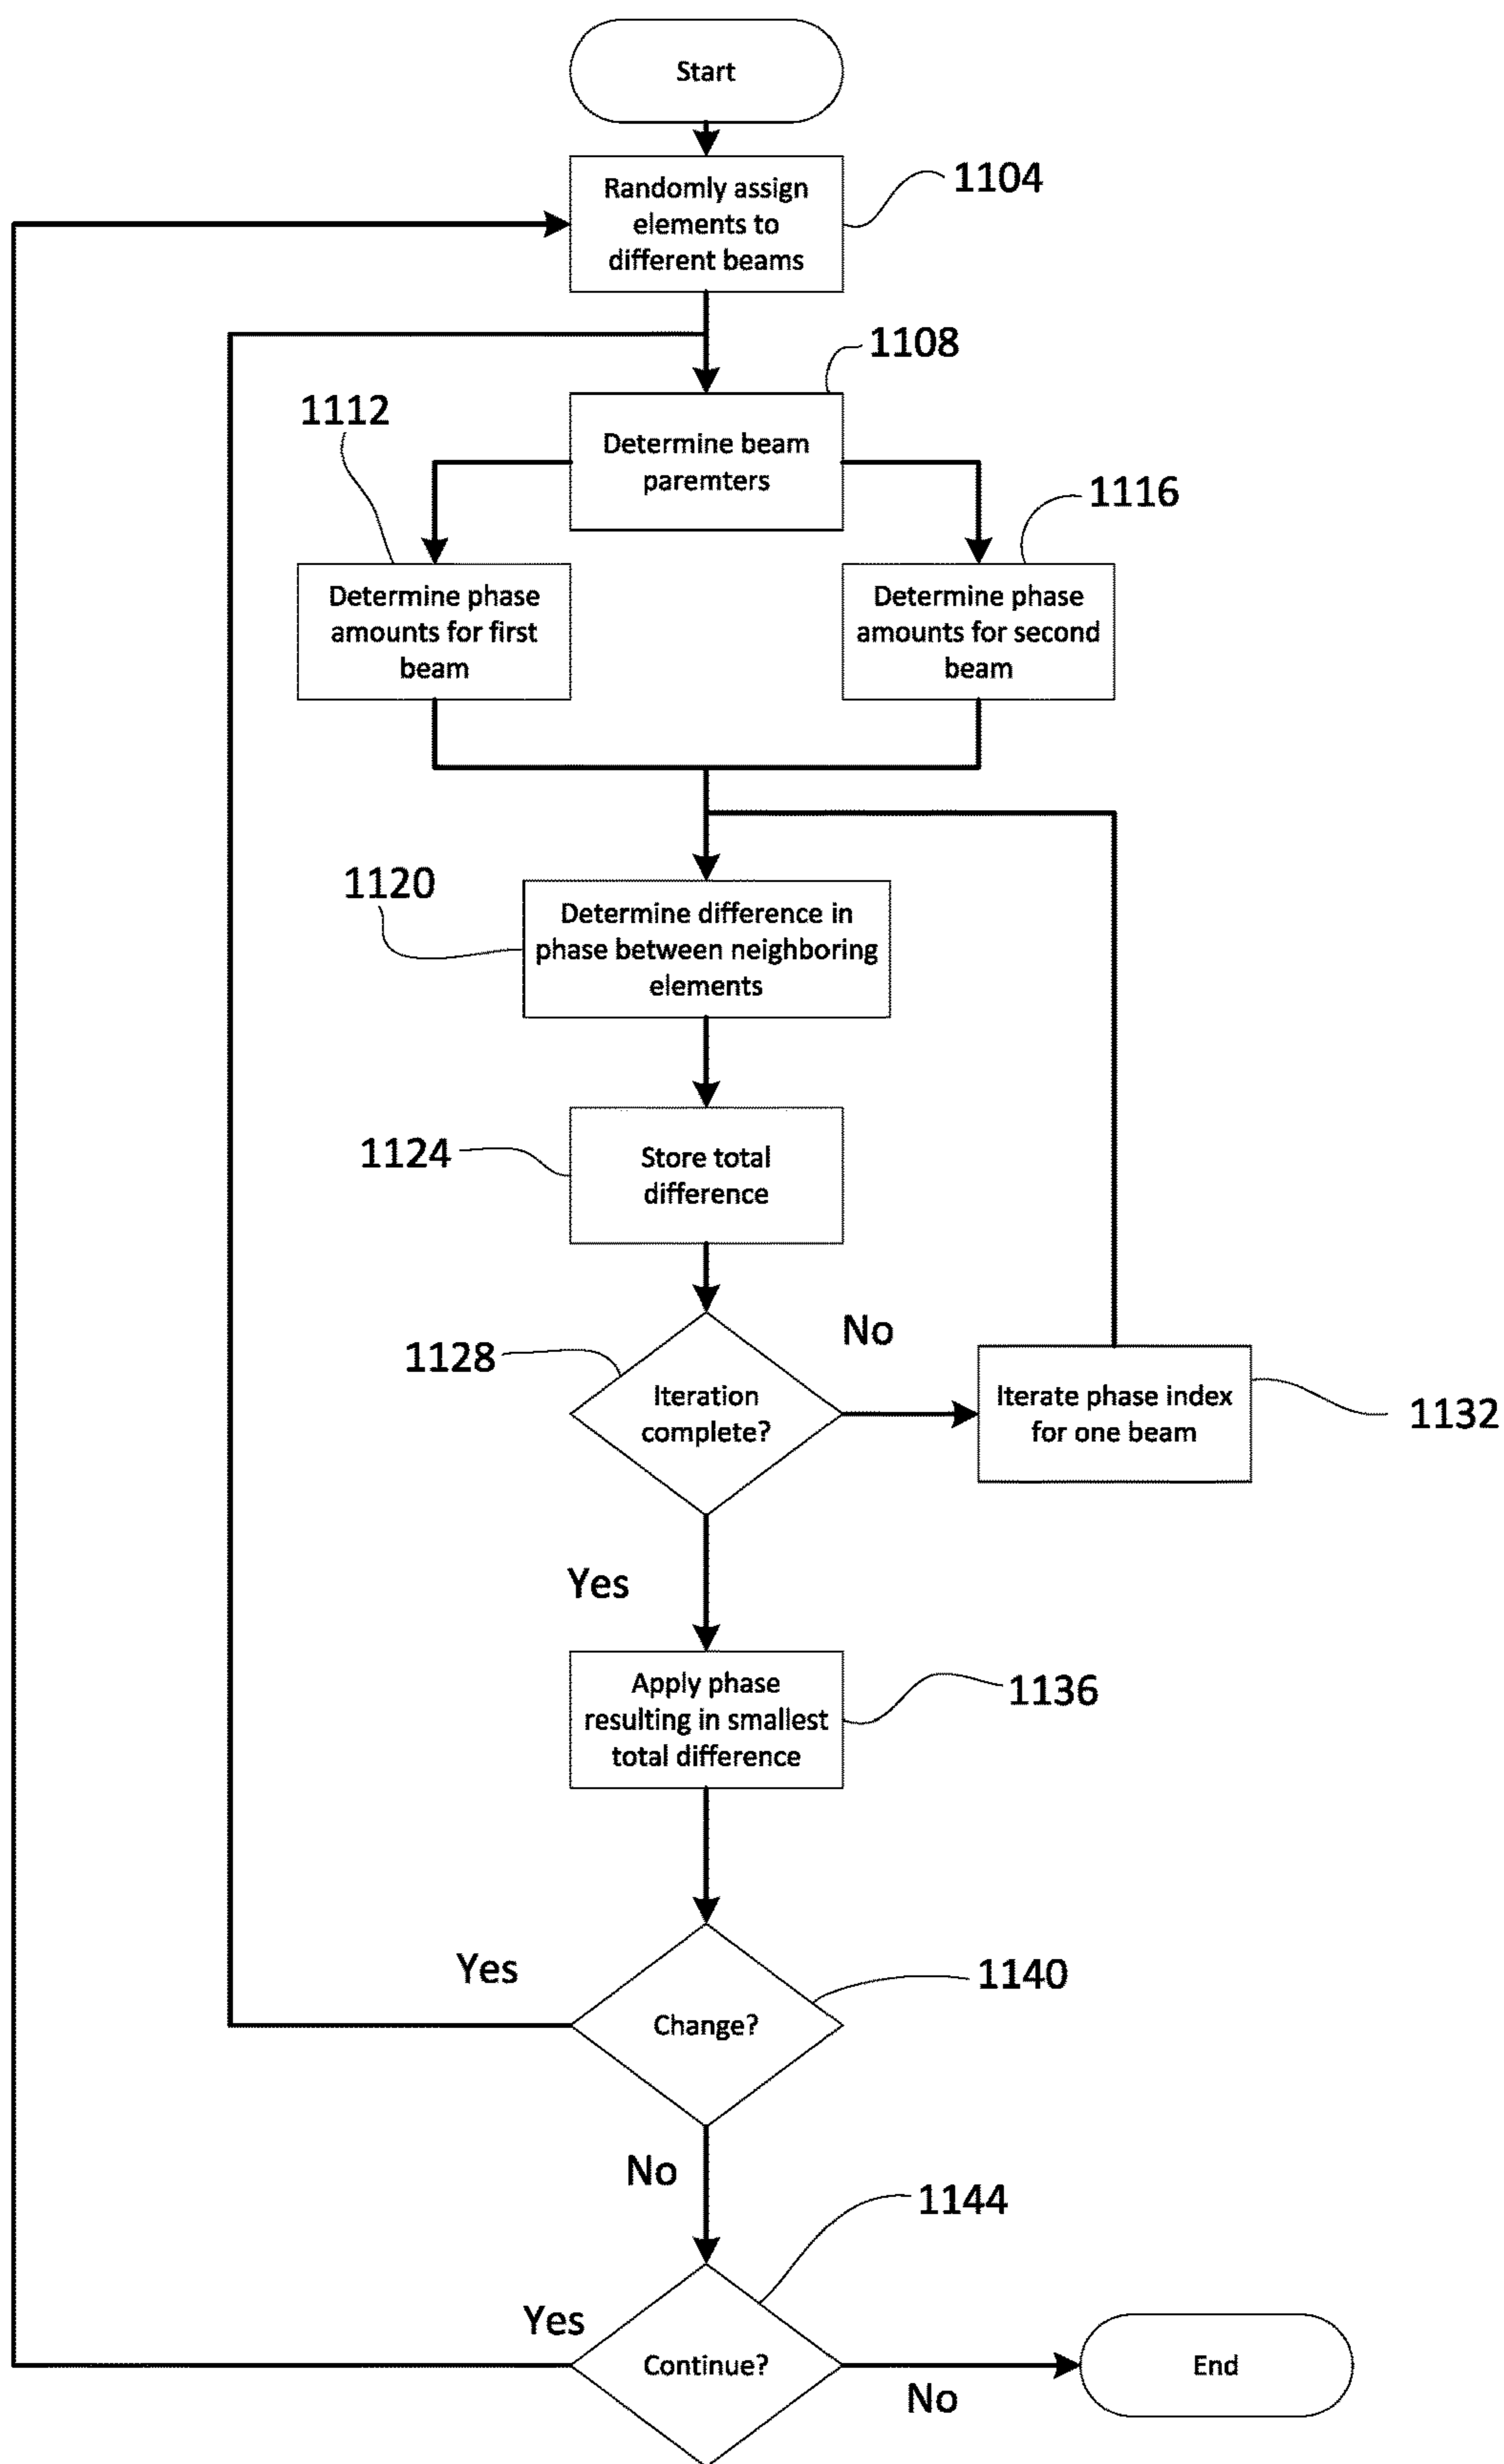 Start
Randomly assign
elements to
different beams
1104
1108
Determine beam
paremters
1112
1116
Determine phase
amounts for first
beam
Determine phase
amounts for second
beam
1120
Determine difference in
phase between neighboring
elements
1124
Store total
difference
1128
No
Iteration
complete?
Iterate phase index
for one beam
1132
Yes
Apply phase
resulting in smallest
total difference
1136
Yes
1140
Change?
No
1144
Yes
Continue?
No
End